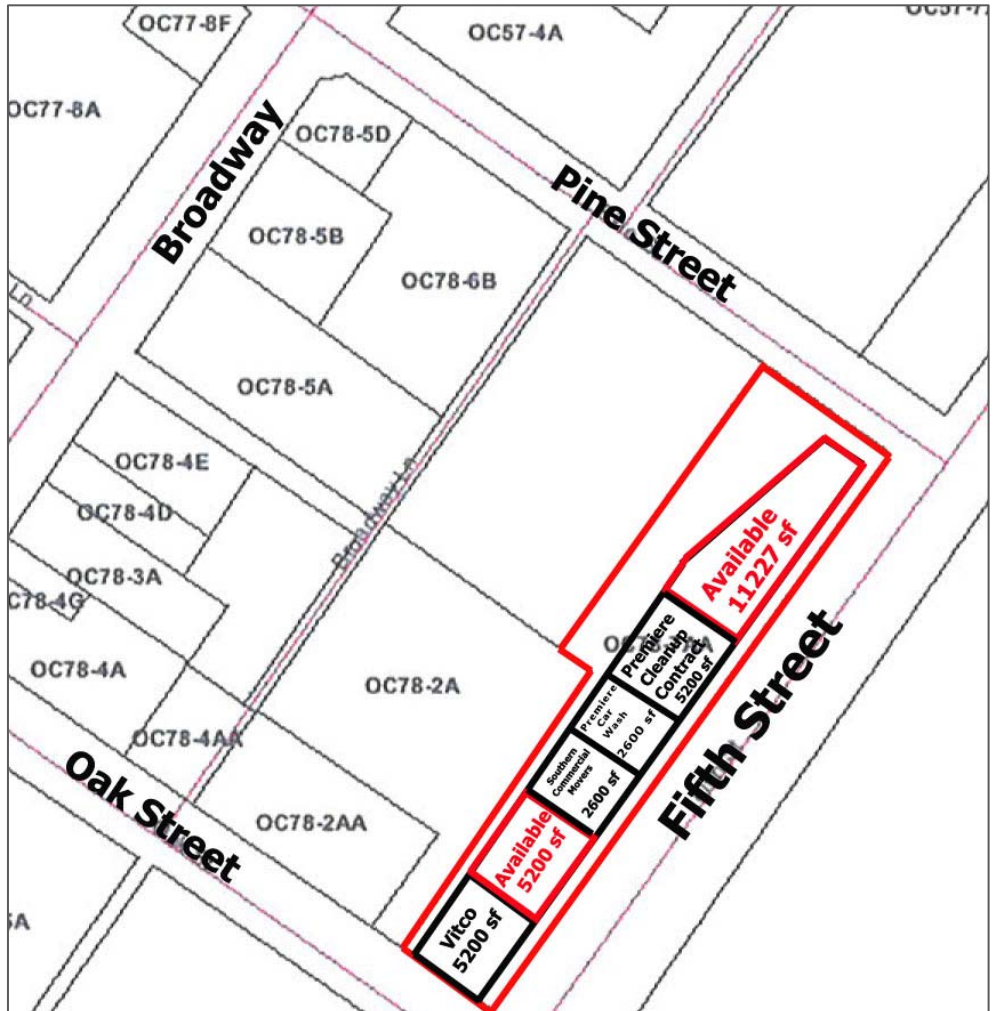 OC77-8F
OC57-4A
OC77-8A
OC78-5D
Broadway
Pine Street
OC78-5B
OC78-6B
Ln
OC78-5A
OC78-4E
OC78-4D
Broadway Ln
Available
11227 sf
OC78-3A
C78-4G
Premiere
Cleanup
Contract
5200 sf
OC78-4A
OC78-2A
Premiere
Car
Wash
2600 sf
Fifth Street
OC78-4AA
Southern
Commercial
Movers
2600 sf
Oak Street
OC78-2AA
Available
5200 sf
Vitco
5200 sf